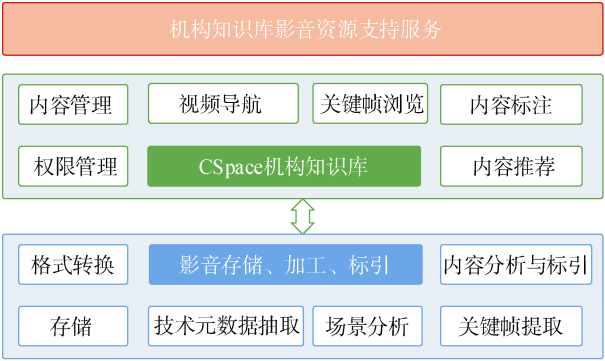 机构知识库影音资源支持服务
内容管理 视频导航 关键帧浏览 内容标注
权限管理 CSpace机构知识库 内容推荐
格式转换 影音存储、加工、标引 内容分析与标引
存储 技术元数据抽取 场景分析 关键帧提取